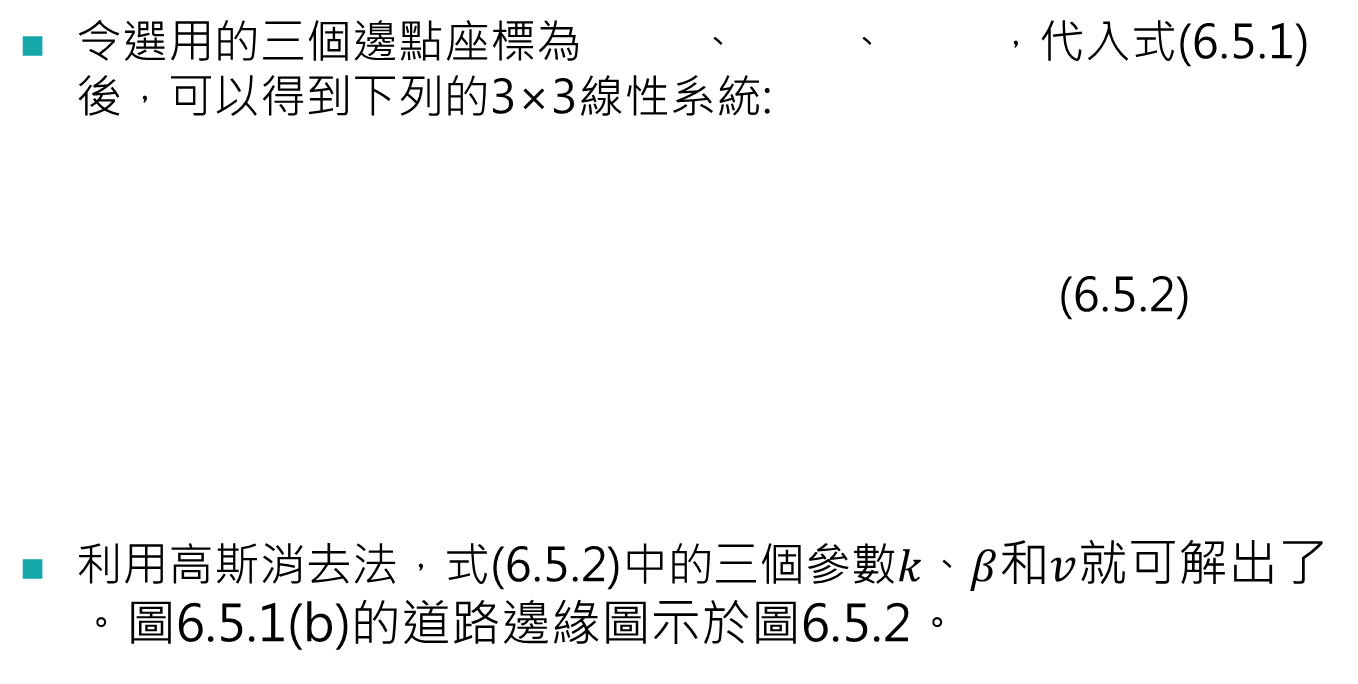 ■ 令選用的三個邊點座標為 、 、 ，代入式(6.5.1)
後，可以得到下列的3×3線性系統:
(6.5.2)
■ 利用高斯消去法，式(6.5.2)中的三個參數k、β和v就可解出了
。圖6.5.1(b)的道路邊緣圖示於圖6.5.2。